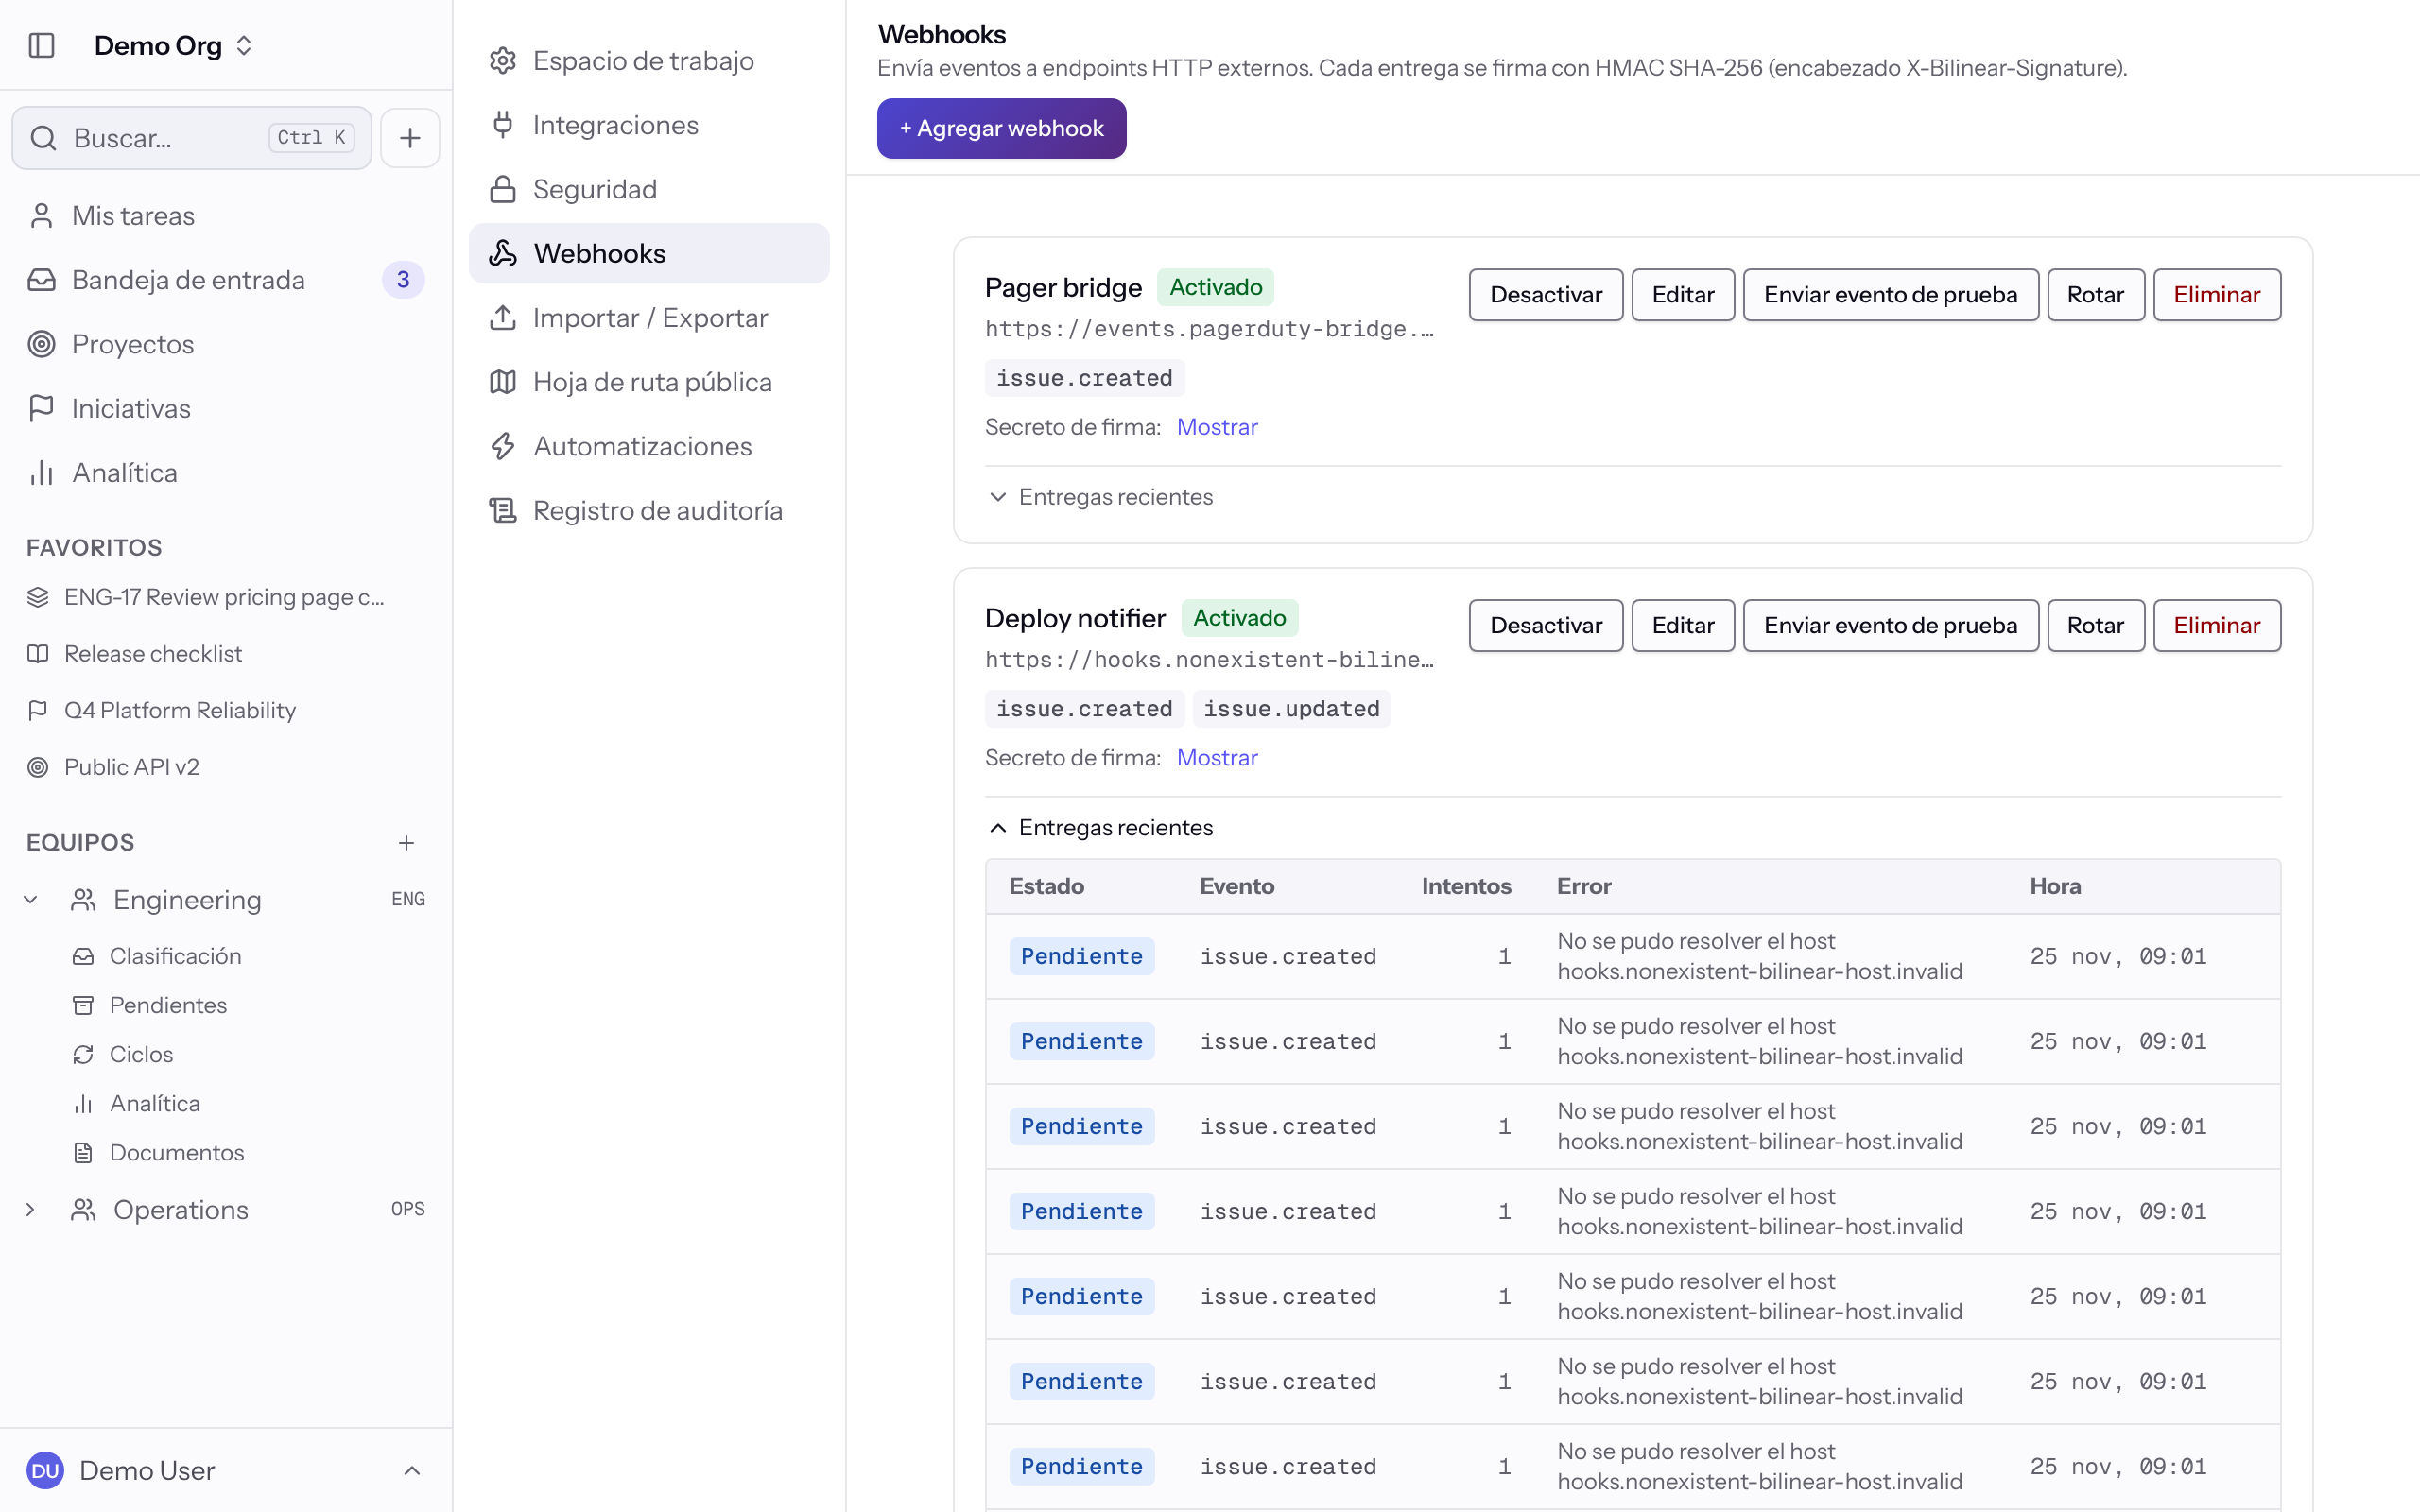 Demo Org
Buscar...
Ctrl K
Mis tareas
Bandeja de entrada
3
Proyectos
Iniciativas
Analítica
FAVORITOS
ENG-17 Review pricing page c...
Release checklist
Q4 Platform Reliability
Public API v2
EQUIPOS
Engineering
ENG
Clasificación
Pendientes
Ciclos
Analítica
Documentos
Operations
OPS
DU
Demo User
Espacio de trabajo
Integraciones
Seguridad
Webhooks
Importar / Exportar
Hoja de ruta pública
Automatizaciones
Registro de auditoría
Webhooks
Envía eventos a endpoints HTTP externos. Cada entrega se firma con HMAC SHA-256 (encabezado X-Bilinear-Signature).
+ Agregar webhook
Pager bridge
Activado
Desactivar
Editar
Enviar evento de prueba
Rotar
Eliminar
https://events.pagerduty-bridge.…
issue.created
Secreto de firma: Mostrar
Entregas recientes
Deploy notifier
Activado
Desactivar
Editar
Enviar evento de prueba
Rotar
Eliminar
https://hooks.nonexistent-biline…
issue.created issue.updated
Secreto de firma: Mostrar
Entregas recientes
Estado Evento Intentos Error Hora
Pendiente issue.created 1 No se pudo resolver el host
hooks.nonexistent-bilinear-host.invalid 25 nov, 09:01
Pendiente issue.created 1 No se pudo resolver el host
hooks.nonexistent-bilinear-host.invalid 25 nov, 09:01
Pendiente issue.created 1 No se pudo resolver el host
hooks.nonexistent-bilinear-host.invalid 25 nov, 09:01
Pendiente issue.created 1 No se pudo resolver el host
hooks.nonexistent-bilinear-host.invalid 25 nov, 09:01
Pendiente issue.created 1 No se pudo resolver el host
hooks.nonexistent-bilinear-host.invalid 25 nov, 09:01
Pendiente issue.created 1 No se pudo resolver el host
hooks.nonexistent-bilinear-host.invalid 25 nov, 09:01
Pendiente issue.created 1 No se pudo resolver el host
hooks.nonexistent-bilinear-host.invalid 25 nov, 09:01